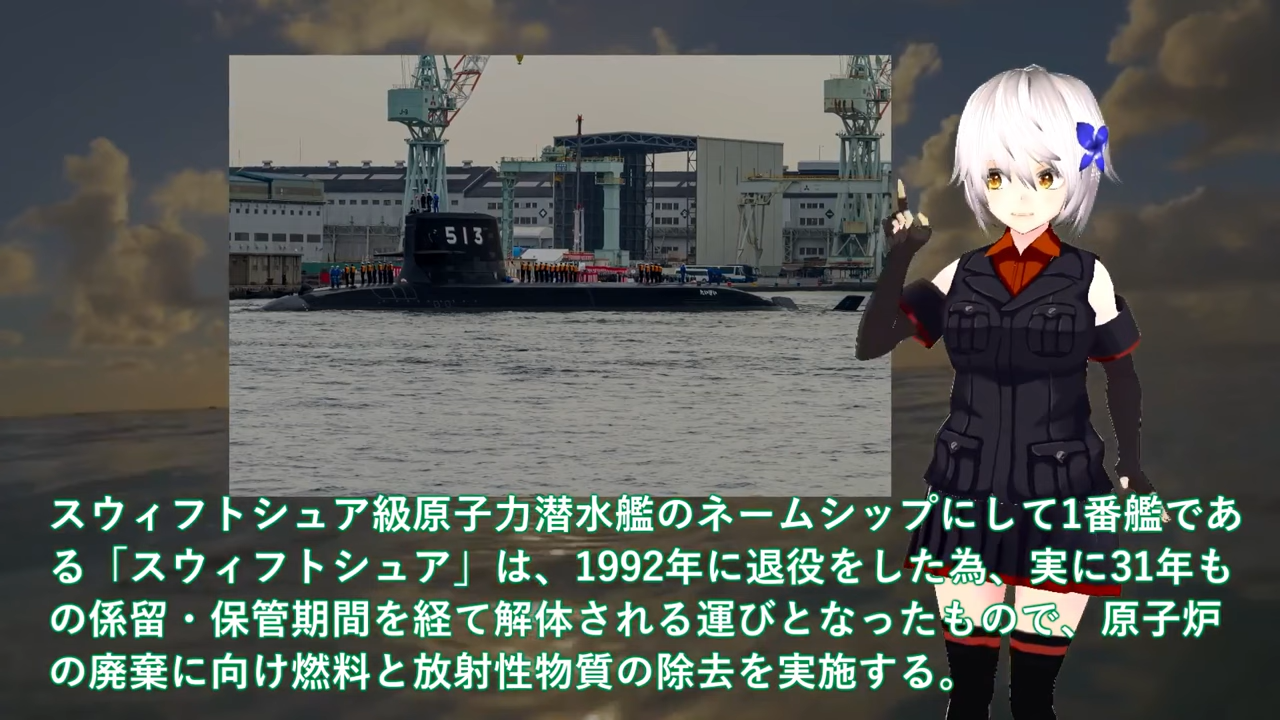 513
スウィフトシュア級原子力潜水艦のネームシップにして1番艦であ
る「スウィフトシュア」は、1992年に退役をした為、実に31年も
の係留・保管期間を経て解体される運びとなったもので、原子炉
の廃棄に向け燃料と放射性物質の除去を実施する。